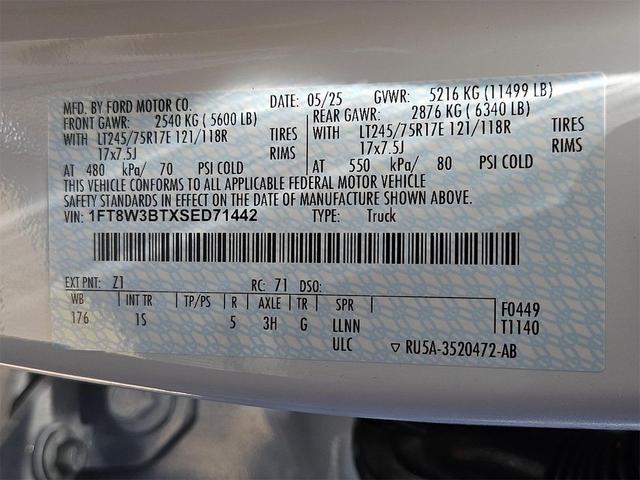 MFD. BY FORD MOTOR CO. DATE: 05/25 GVWR: 5216 KG (11499 LB)
FRONT GAWR: 2540 KG ( 5600 LB) REAR GAWR: 2876 KG ( 6340 LB)
WITH LT245/75R17E 121/118R TIRES WITH LT245/75R17E 121/118R TIRES
17x7.5J RIMS 17x7.5J RIMS
AT 480 kPa/ 70 PSI COLD AT 550 kPa/ 80 PSI COLD
THIS VEHICLE CONFORMS TO ALL APPLICABLE FEDERAL MOTOR VEHICLE
SAFETY STANDARDS IN EFFECT ON THE DATE OF MANUFACTURE SHOWN ABOVE.
VIN: 1FT8W3BTXSED71442 TYPE: Truck
EXT PNT: Z1 RC: 71 DSO:
WB INT TR TP/PS R AXLE TR SPR F0449
176 1S 5 3H G LLNN T1140
ULC ▽ RU5A-3520472-AB